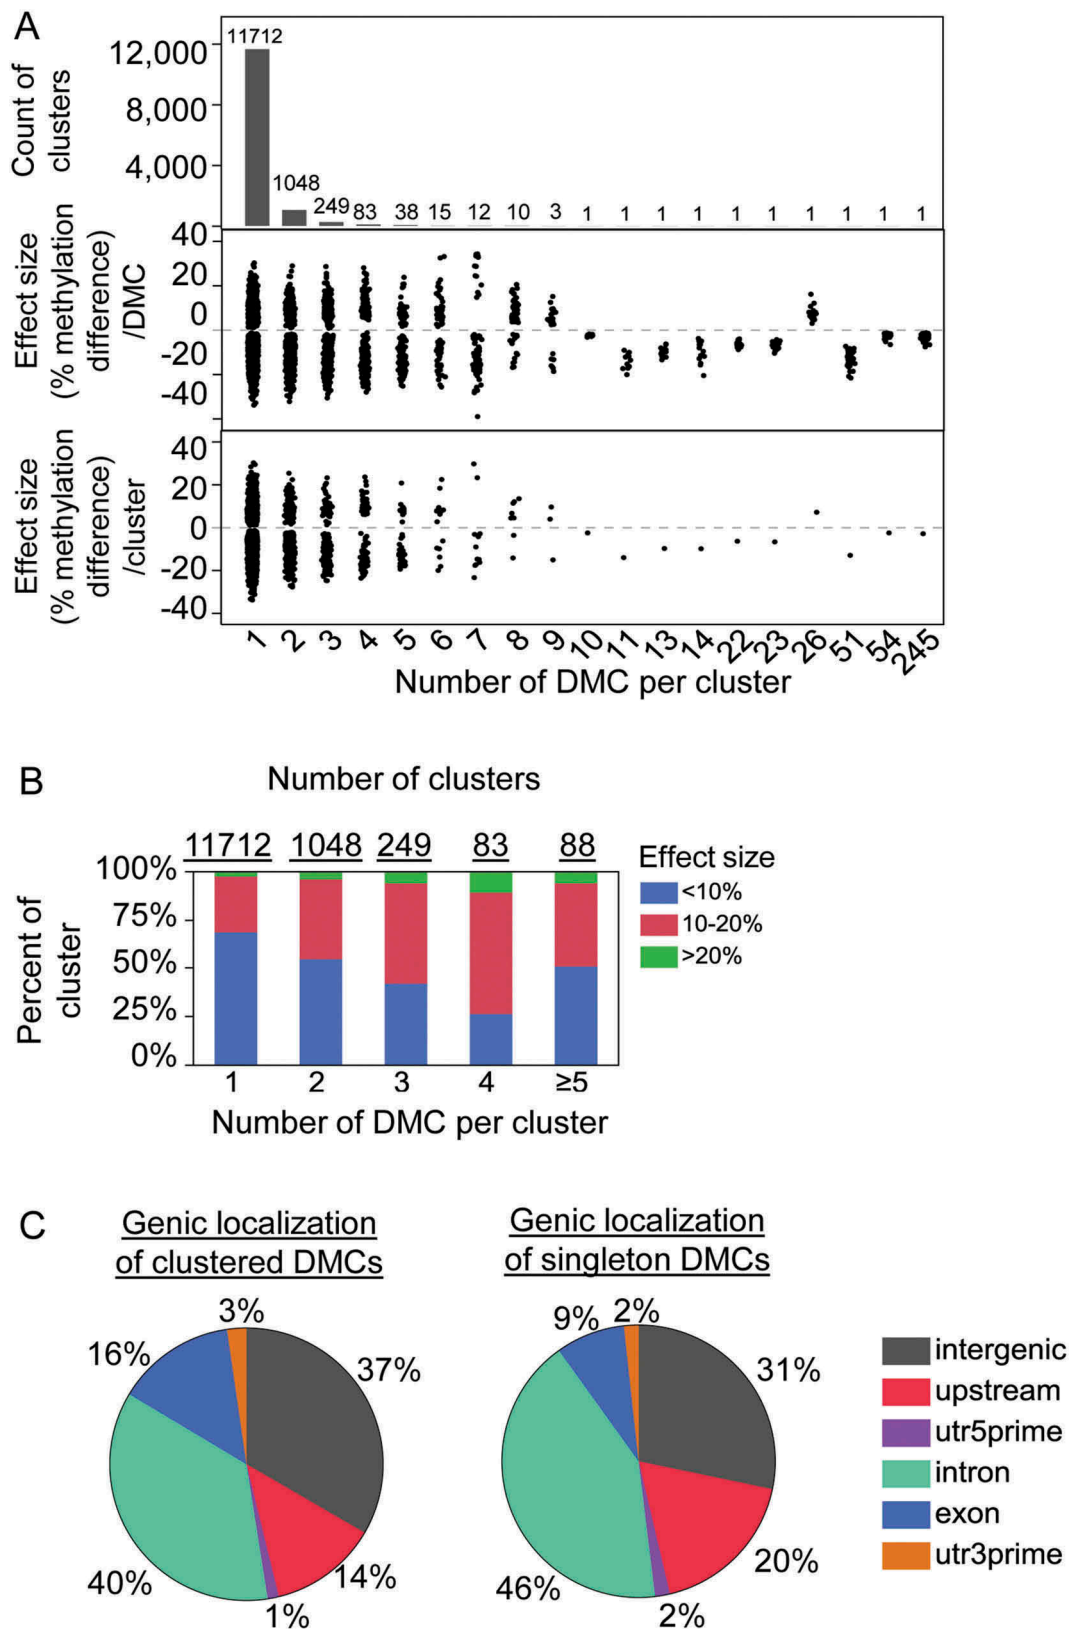 A
Count of
clusters
12,000
8,000
4,000
11712
1048
249
83
38
15
12
10
3
1
1
1
1
1
1
1
1
1
1
Effect size
(% methylation
difference)
/DMC
40
20
0
-20
-40
Effect size
(% methylation
difference)
/cluster
40
20
0
-20
-40
1
2
3
4
5
6
7
8
9
10
11
13
14
22
23
26
51
54
245
Number of DMC per cluster
B
Number of clusters
11712
1048
249
83
88
Percent of
cluster
100%
75%
50%
25%
0%
1
2
3
4
≥5
Number of DMC per cluster
Effect size
<10%
10-20%
>20%
C
Genic localization
of clustered DMCs
3%
16%
37%
40%
14%
1%
Genic localization
of singleton DMCs
9%
2%
31%
46%
20%
2%
intergenic
upstream
utr5prime
intron
exon
utr3prime